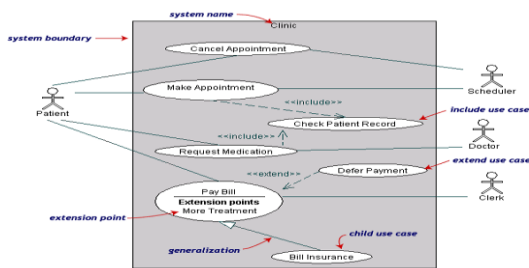 system name
Clinic
system boundary
Cancel Appointment
Scheduler
Make Appointment
Patient
<<include>>
include use case
Check Patient Record
<<include>>
Doctor
Request Medication
extend use case
<<extend>>
Defer Payment
Pay Bill
Extension points
More Treatment
Clerk
extension point
generalization
child use case
Bill Insurance